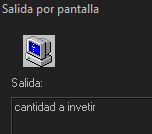 Salida por pantalla
Salida:
cantidad a invetir